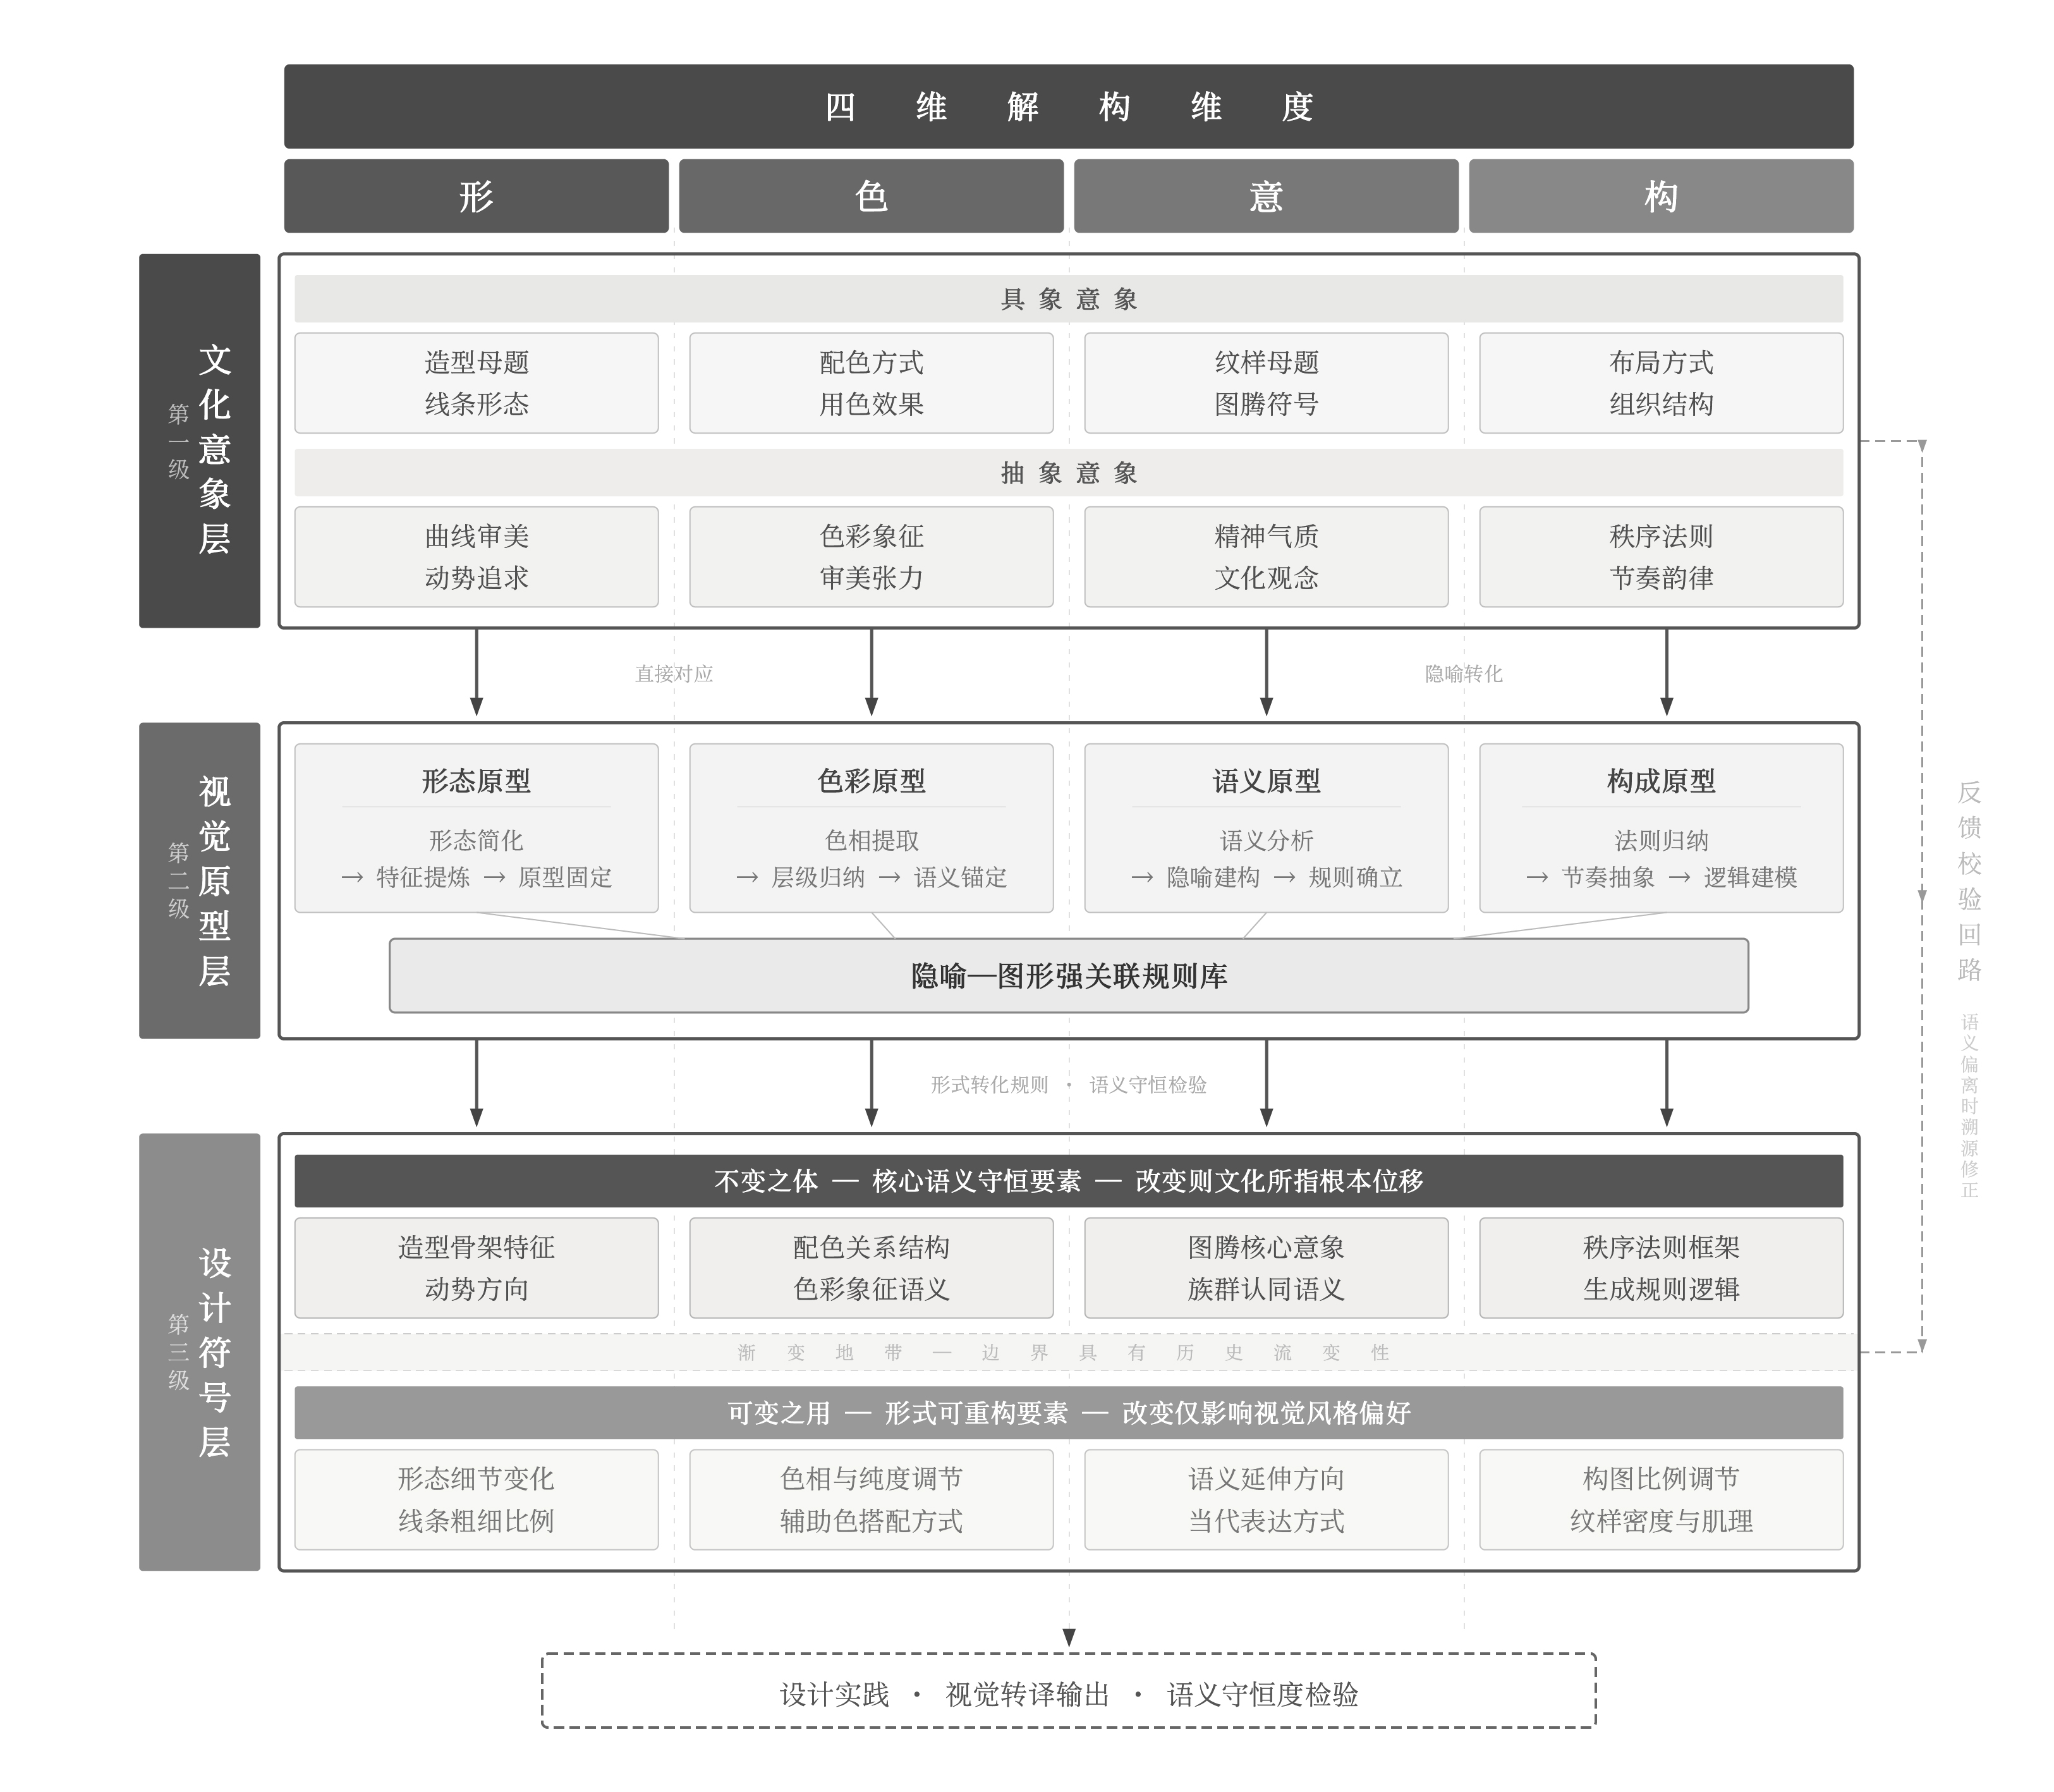 四维解构维度
形
色
意
构
文化意象层
第一级
具象意象
造型母题
线条形态
配色方式
用色效果
纹样母题
图腾符号
布局方式
组织结构
抽象意象
曲线审美
动势追求
色彩象征
审美张力
精神气质
文化观念
秩序法则
节奏韵律
直接对应
隐喻转化
视觉原型层
第二级
形态原型
形态简化
→ 特征提炼 → 原型固定
色彩原型
色相提取
→ 层级归纳 → 语义锚定
语义原型
语义分析
→ 隐喻建构 → 规则确立
构成原型
法则归纳
→ 节奏抽象 → 逻辑建模
隐喻—图形强关联规则库
形式转化规则 · 语义守恒检验
设计符号层
第三级
不变之体 — 核心语义守恒要素 — 改变则文化所指根本位移
造型骨架特征
动势方向
配色关系结构
色彩象征语义
图腾核心意象
族群认同语义
秩序法则框架
生成规则逻辑
渐变地带—边界具有历史流变性
可变之用 — 形式可重构要素 — 改变仅影响视觉风格偏好
形态细节变化
线条粗细比例
色相与纯度调节
辅助色搭配方式
语义延伸方向
当代表达方式
构图比例调节
纹样密度与肌理
反馈校验回路
语义偏离时溯源修正
设计实践 · 视觉转译输出 · 语义守恒度检验